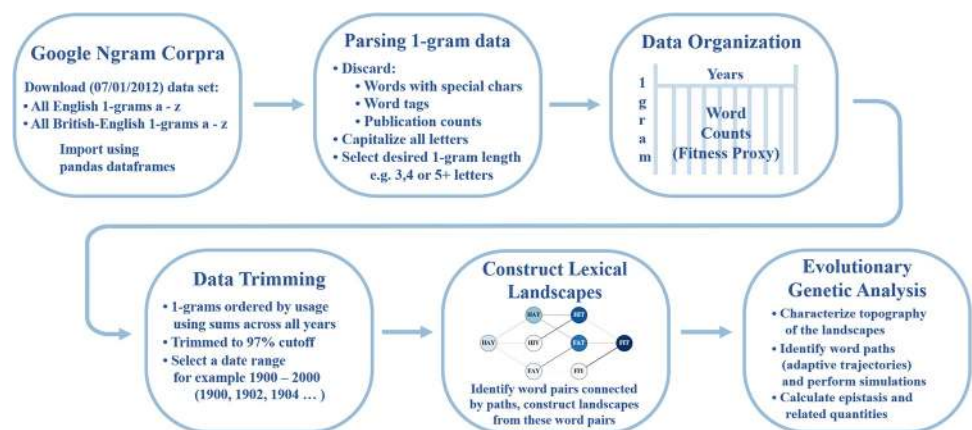 Google Ngram Corpra
Download (07/01/2012) data set:
• All English 1-grams a - z
• All British-English 1-grams a - z
Import using
pandas dataframes
Parsing 1-gram data
• Discard:
• Words with special chars
• Word tags
• Publication counts
• Capitalize all letters
• Select desired 1-gram length
e.g. 3,4 or 5+ letters
Data Organization
1 g r a m
Years
Word
Counts
(Fitness Proxy)
Data Trimming
• 1-grams ordered by usage
using sums across all years
• Trimmed to 97% cutoff
• Select a date range
for example 1900 – 2000
(1900, 1902, 1904 … )
Construct Lexical
Landscapes
HAY
FAY
FAT
FIT
Identify word pairs connected
by paths, construct landscapes
from these word pairs
Evolutionary
Genetic Analysis
• Characterize topography
of the landscapes
• Identify word paths
(adaptive trajectories)
and perform simulations
• Calculate epistasis and
related quantities